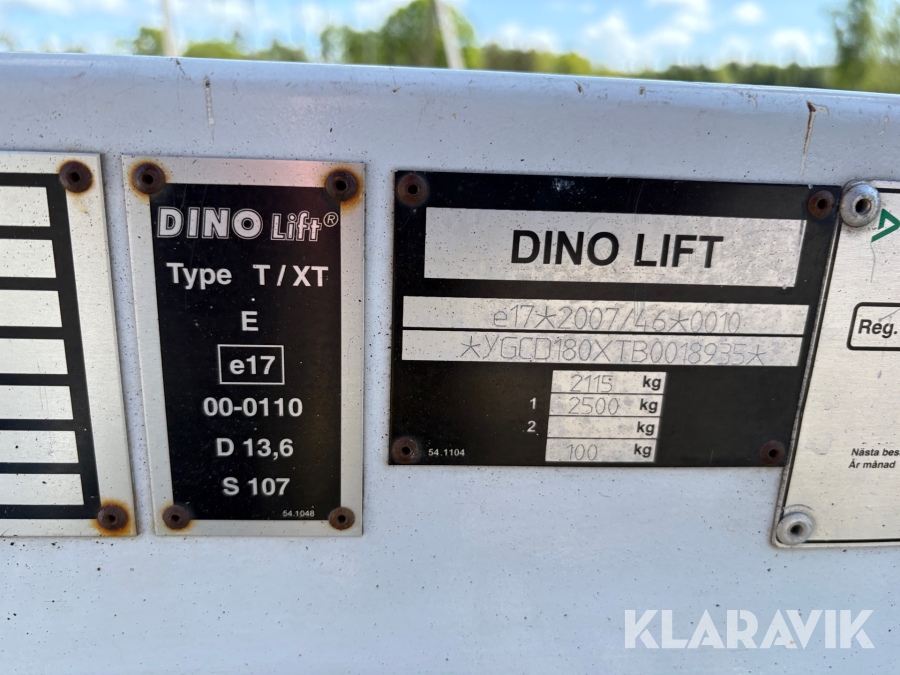 DINO Lift®
Type T/XT
E
e17
00-0110
D 13,6
S 107
54.1048
DINO LIFT
e17*2007/46*0010
*YGCD180XTB0018935*
2115 kg
1 2500 kg
2 kg
100 kg
54.1104
Reg.
Nästa bes
År månad
KLARAVIK